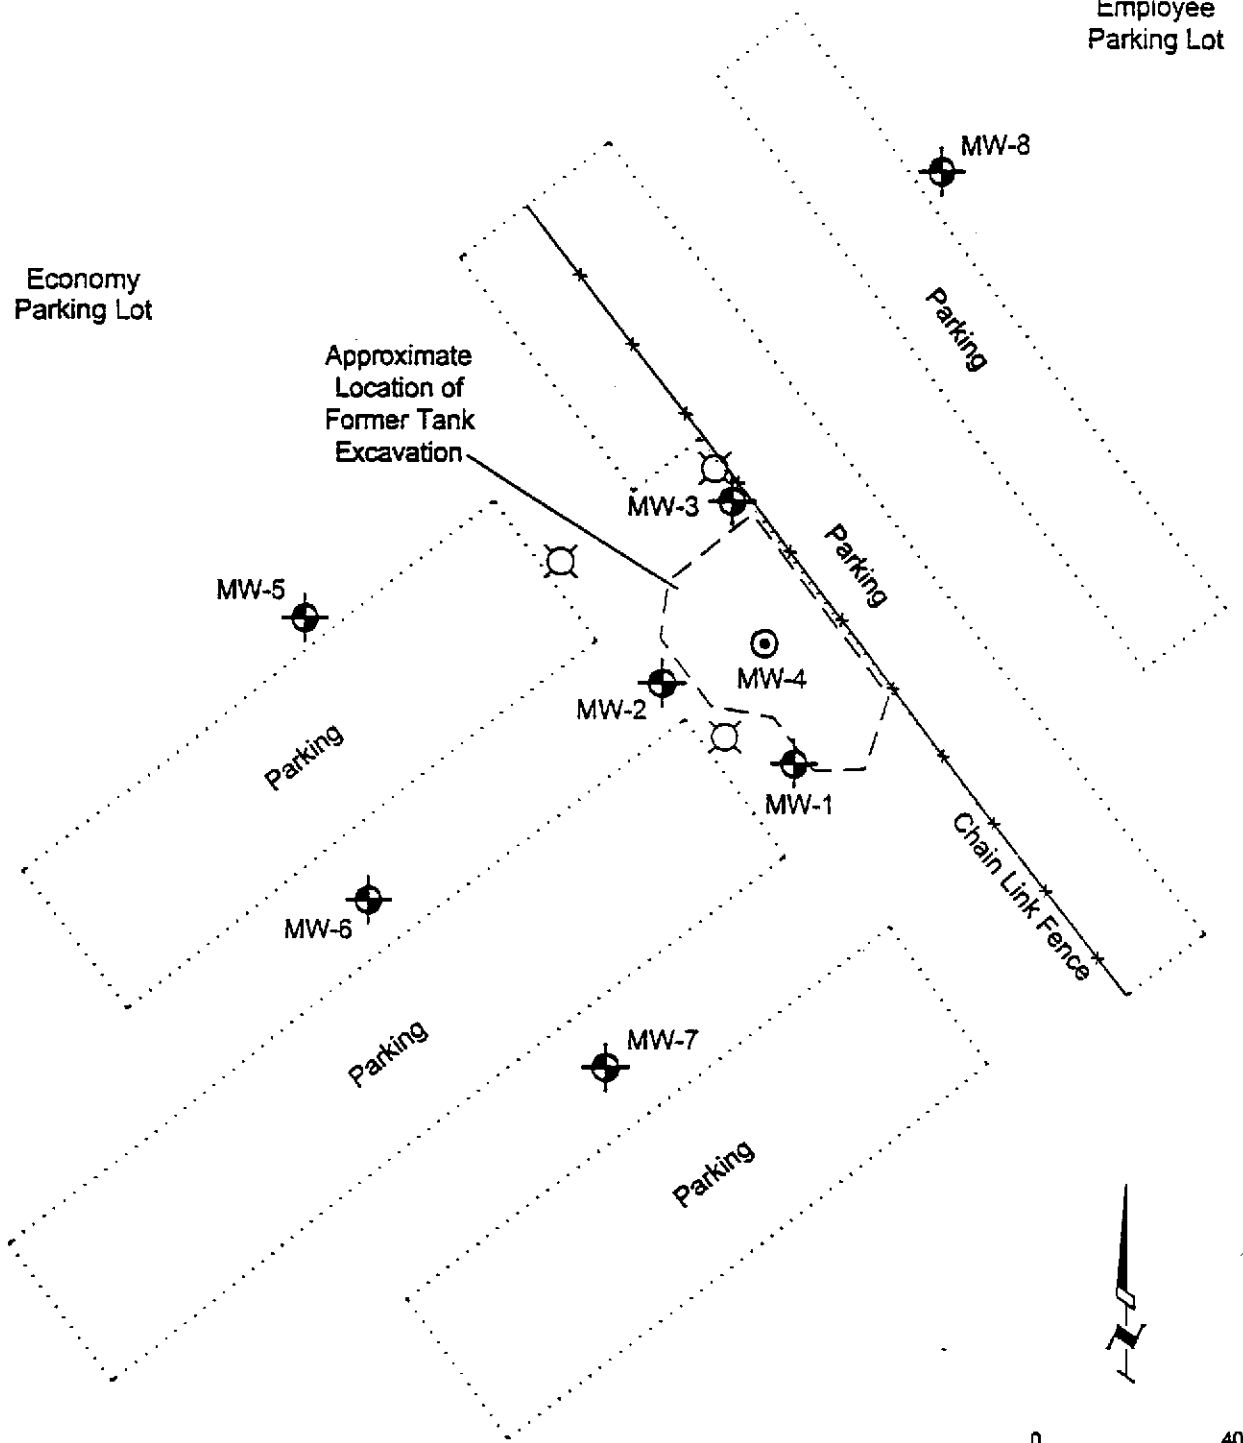 Employee
Parking Lot
MW-8
Economy
Parking Lot
Parking
Approximate
Location of
Former Tank
Excavation
MW-3
Parking
MW-5
MW-4
MW-2
Parking
MW-1
Chain Link Fence
MW-6
Parking
MW-7
Parking
N
0 40